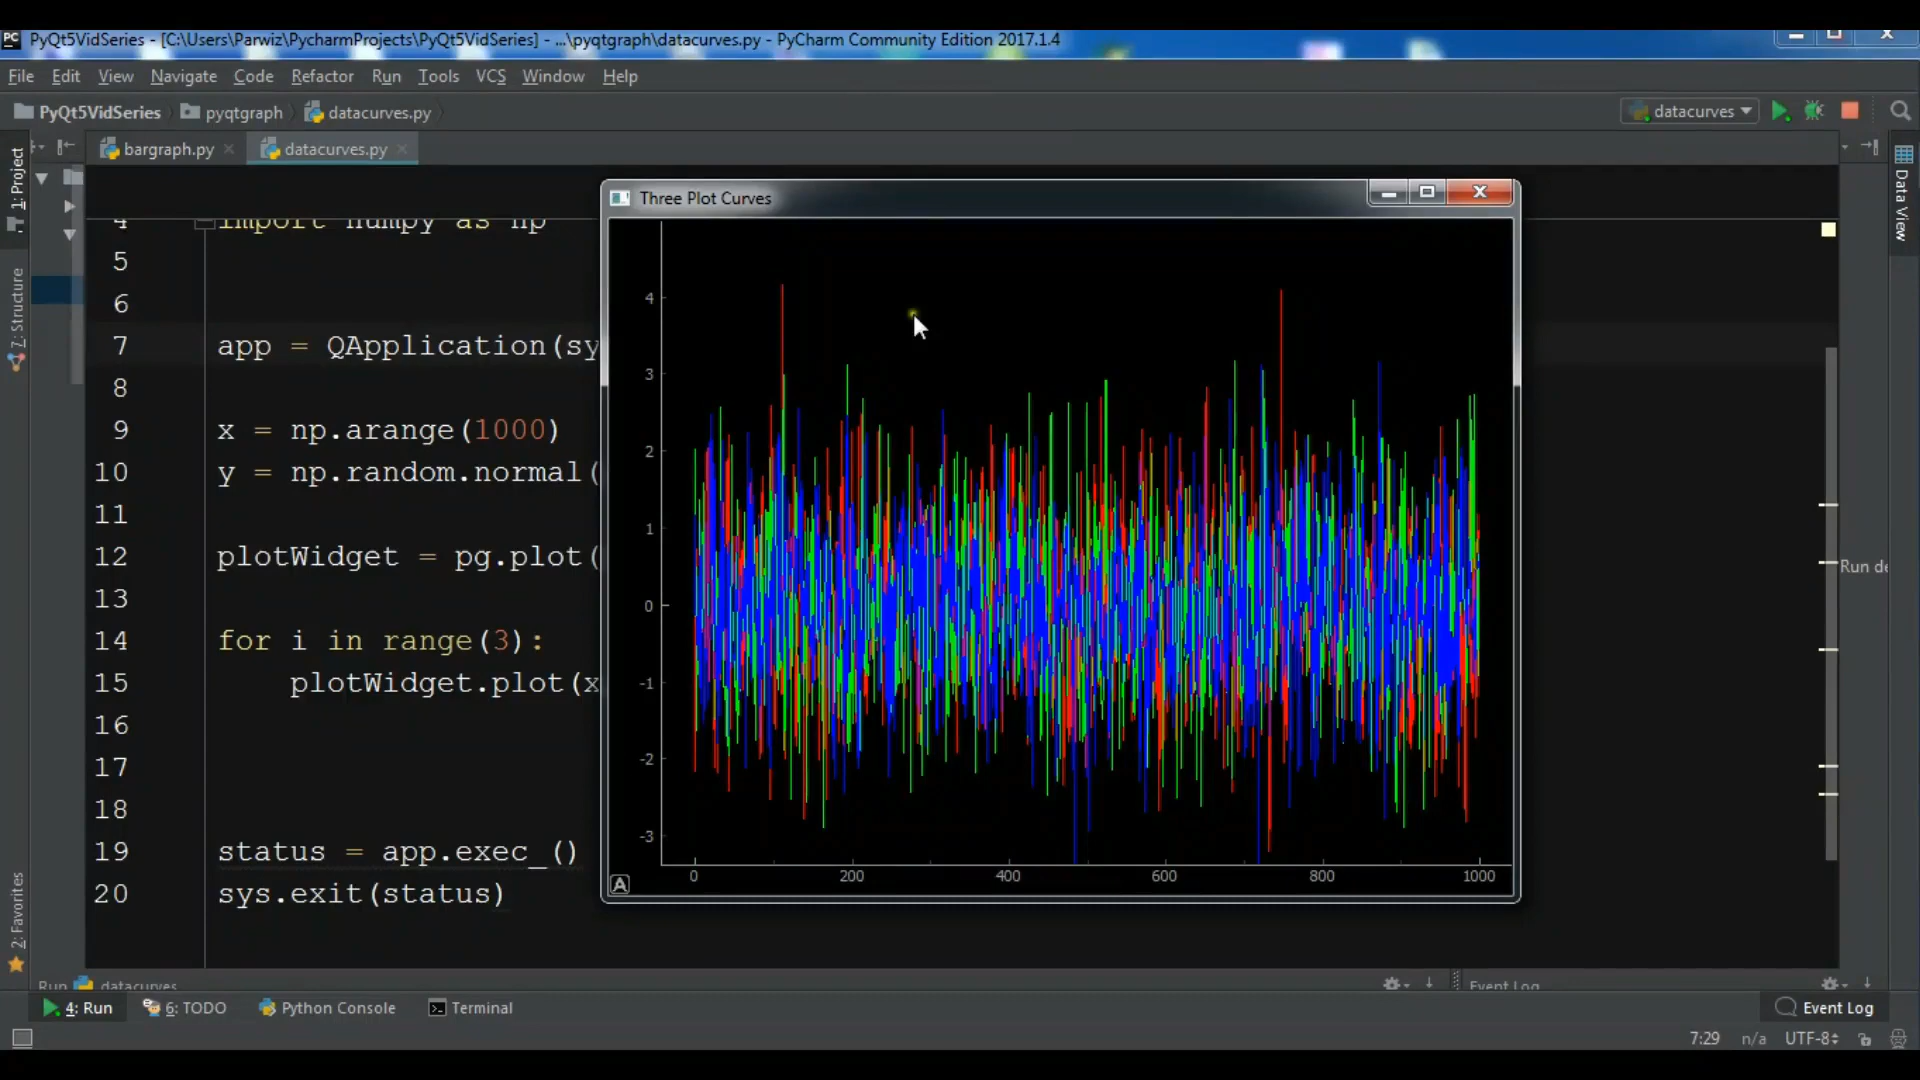 PC PyQt5VidSeries - [C:\Users\Parwiz\PycharmProjects\PyQt5VidSeries] - ...\pyqtgraph\datacurves.py - PyCharm Community Edition 2017.1.4
File Edit View Navigate Code Refactor Run Tools VCS Window Help
PyQt5VidSeries pyqtgraph datacurves.py datacurves
bargraph.py datacurves.py
1: Project
7: Structure
2: Favorites
Data View
4 import numpy as np
5
6
7 app = QApplication(sy
8
9 x = np.arange(1000)
10 y = np.random.normal(
11
12 plotWidget = pg.plot(
13
14 for i in range(3):
15 plotWidget.plot(x
16
17
18
19 status = app.exec_()
20 sys.exit(status)
Three Plot Curves
4
3
2
1
0
-1
-2
-3
0 200 400 600 800 1000
A
Run de
Run datacurves Event Log
4: Run 6: TODO Python Console Terminal Event Log
7:29 n/a UTF-8